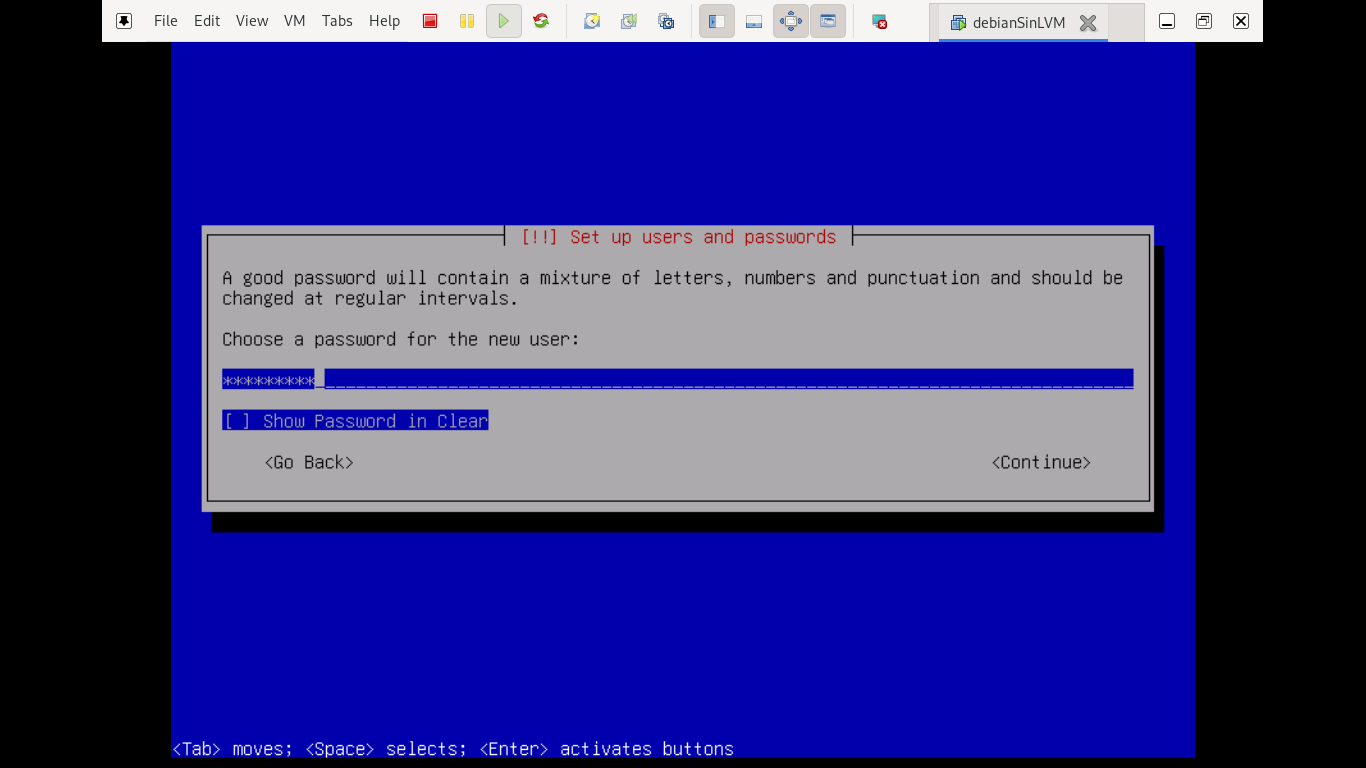 File Edit View VM Tabs Help debianSinLVM
[!!] Set up users and passwords
A good password will contain a mixture of letters, numbers and punctuation and should be
changed at regular intervals.
Choose a password for the new user:
*********
[ ] Show Password in Clear
<Go Back> <Continue>
<Tab> moves; <Space> selects; <Enter> activates buttons